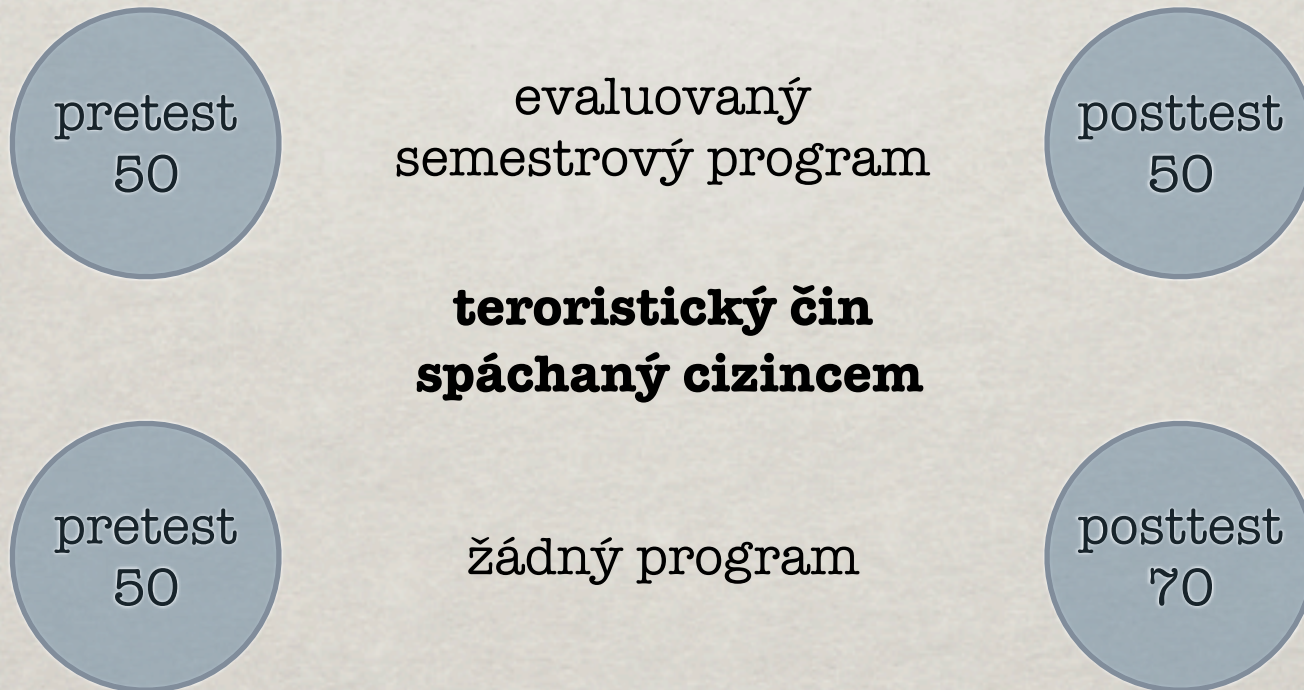 pretest
50
evaluovaný
semestrový program
posttest
50
teroristický čin
spáchaný cizincem
pretest
50
žádný program
posttest
70